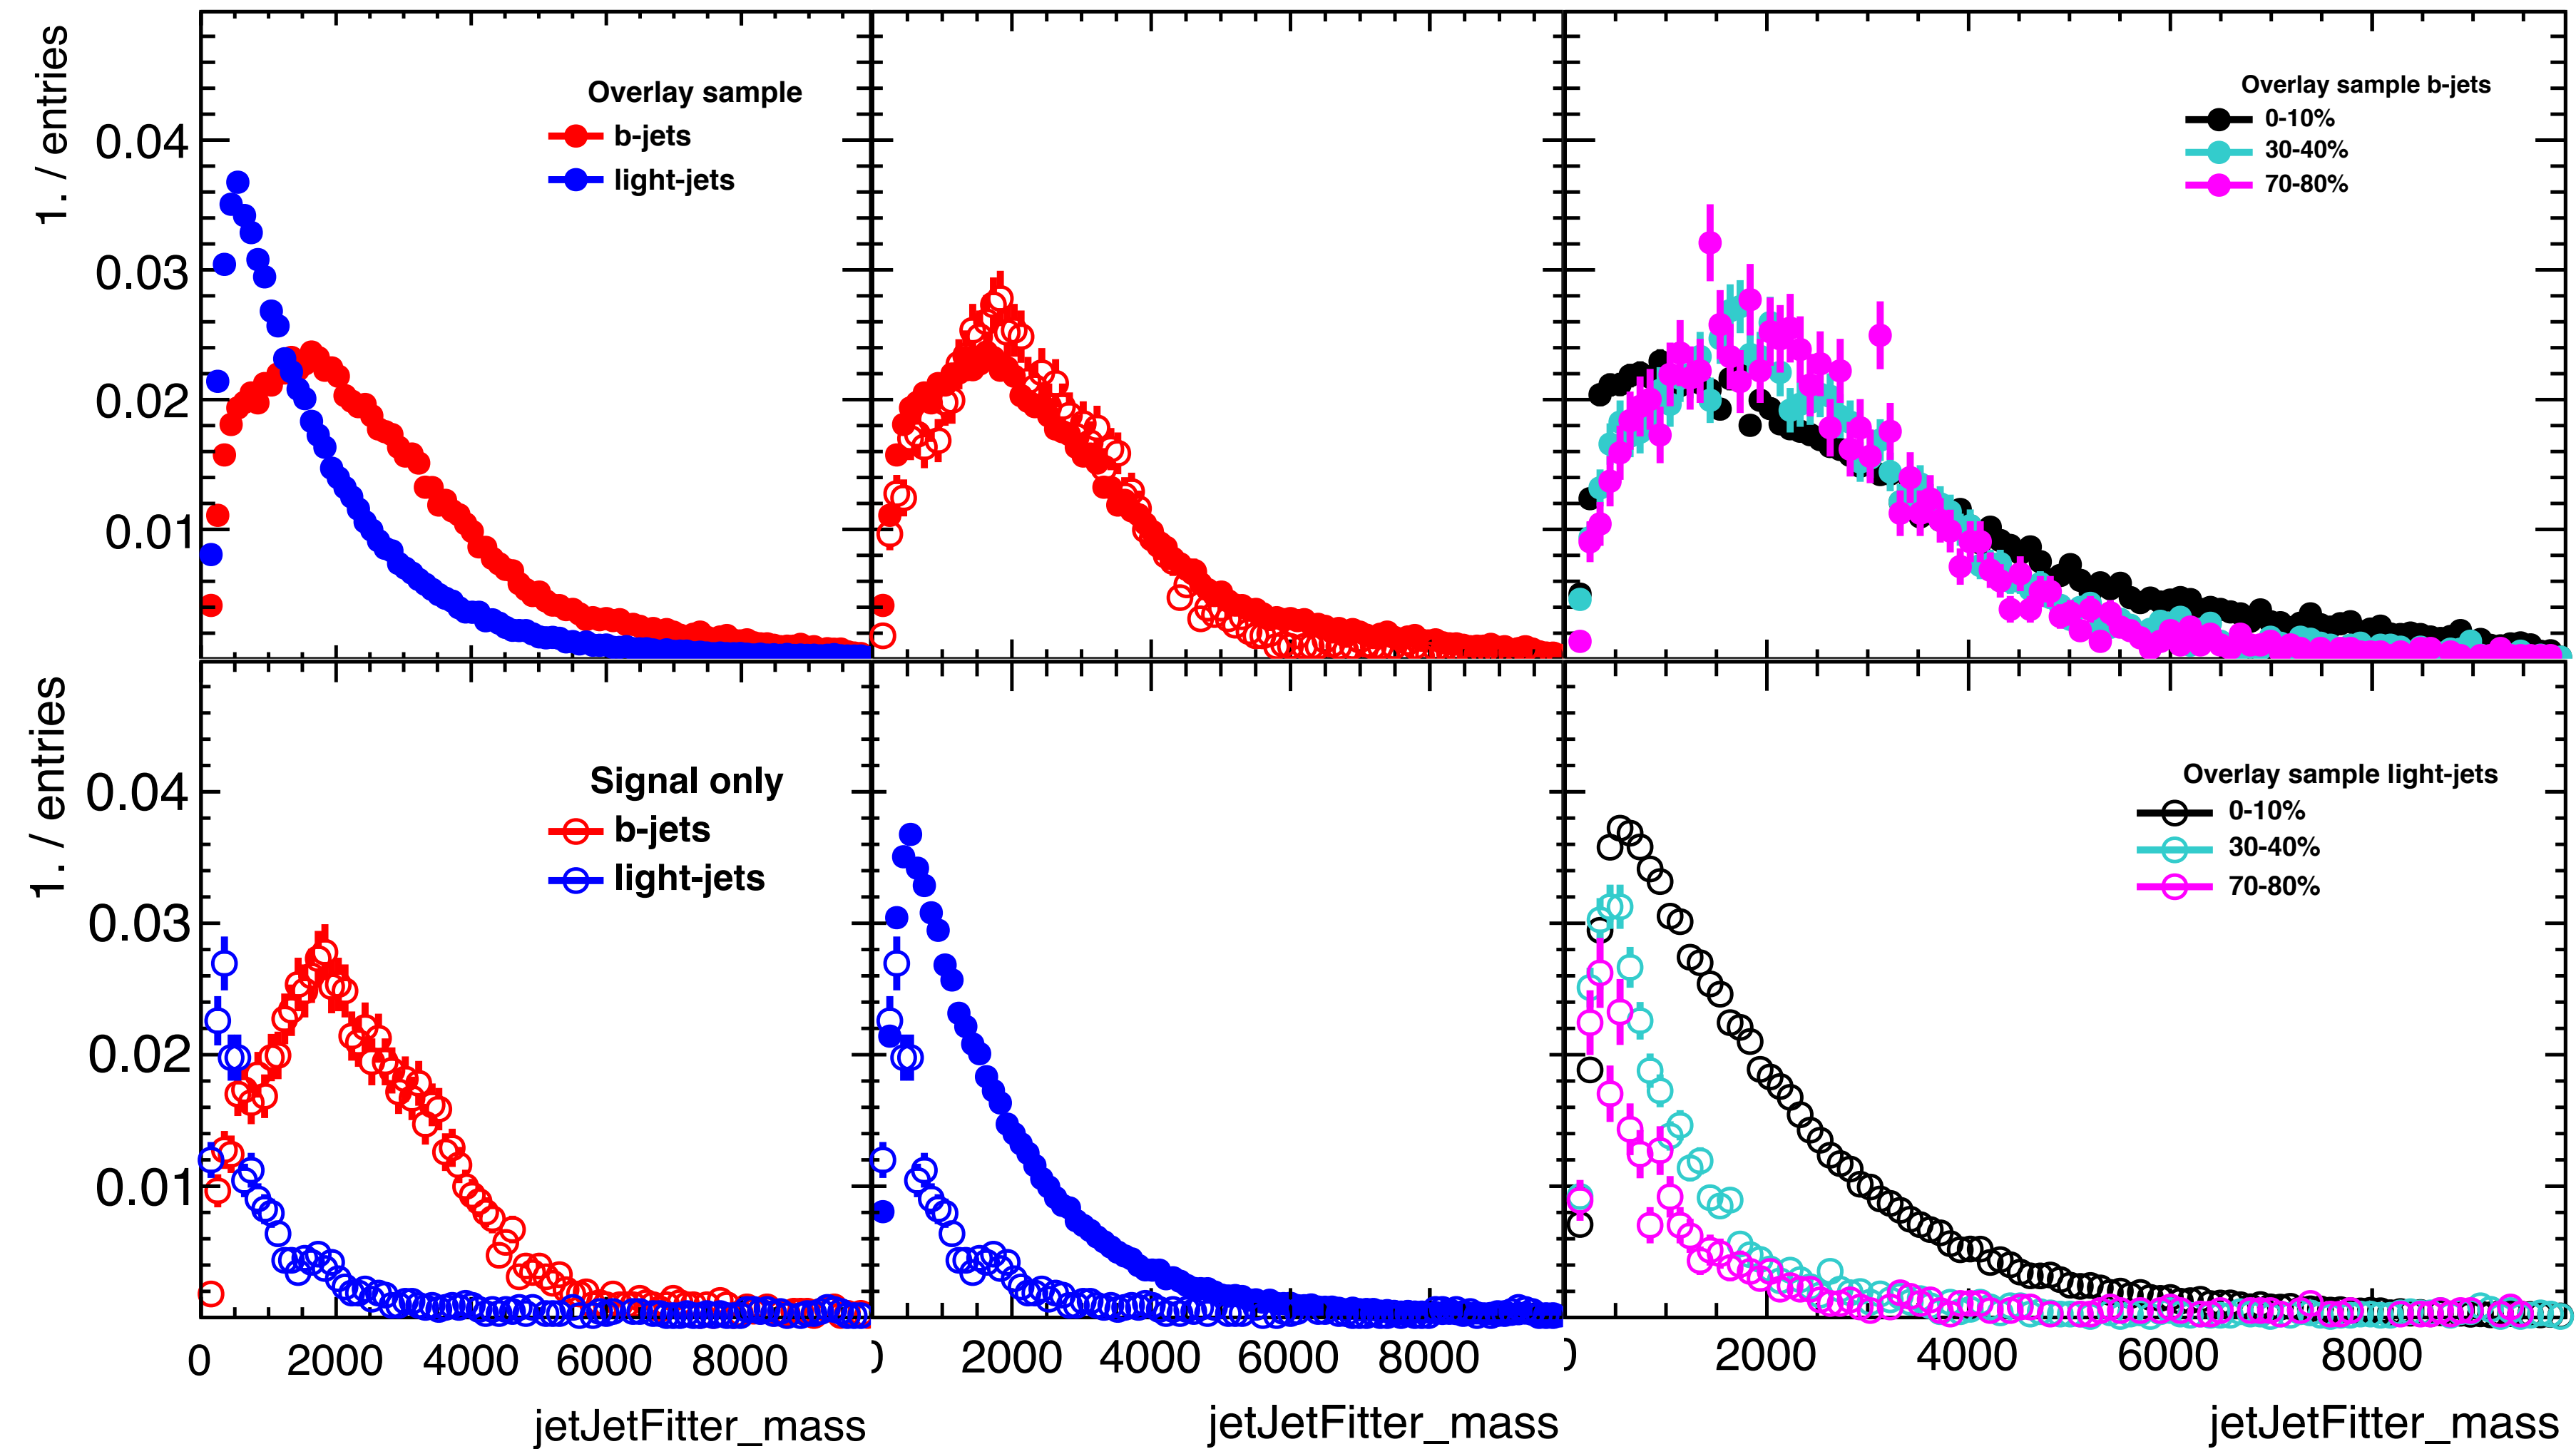 1. / entries
0.04
0.03
0.02
0.01
Overlay sample
b-jets
light-jets
Overlay sample b-jets
0-10%
30-40%
70-80%
1. / entries
0.04
0.03
0.02
0.01
Signal only
b-jets
light-jets
Overlay sample light-jets
0-10%
30-40%
70-80%
0 2000 4000 6000 8000
0 2000 4000 6000 8000
0 2000 4000 6000 8000
jetJetFitter_mass
jetJetFitter_mass
jetJetFitter_mass